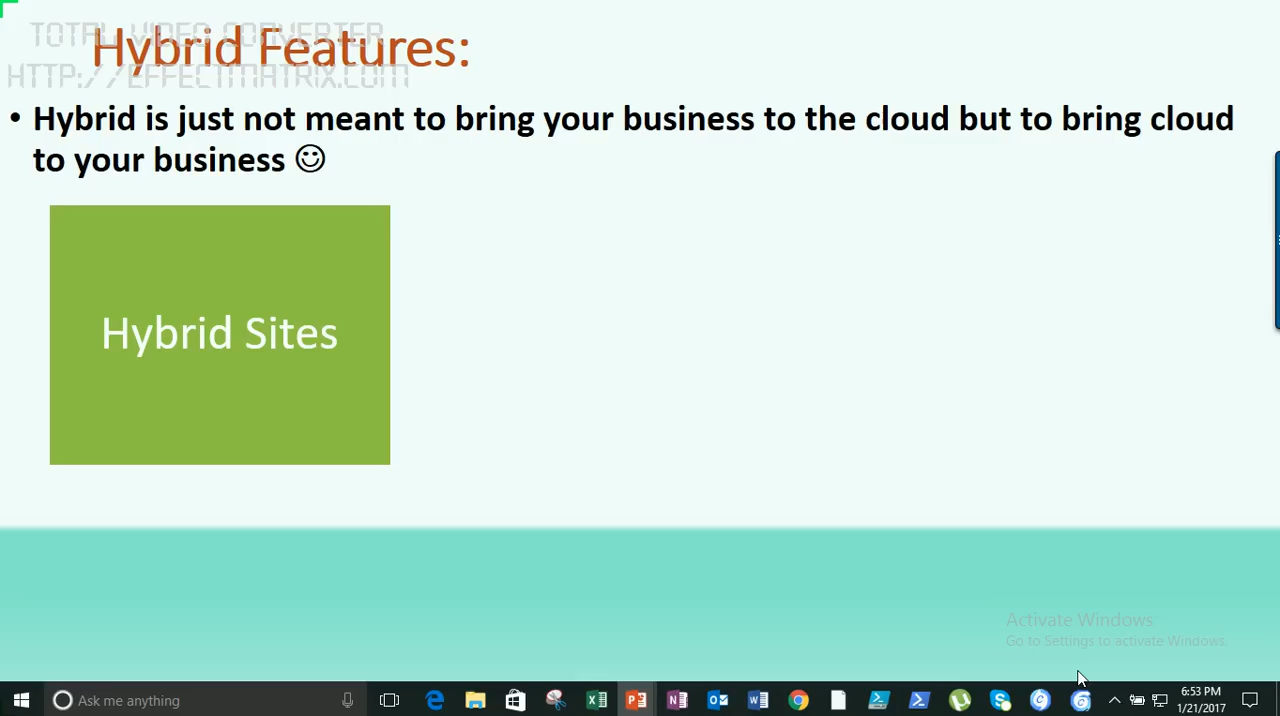 TOTAL VIDEO CONVERTER
Hybrid Features:
HTTP://EFFECTMATRIX.COM
• Hybrid is just not meant to bring your business to the cloud but to bring cloud
to your business ☺
Hybrid Sites
Activate Windows
Go to Settings to activate Windows.
Ask me anything
6:53 PM
1/21/2017